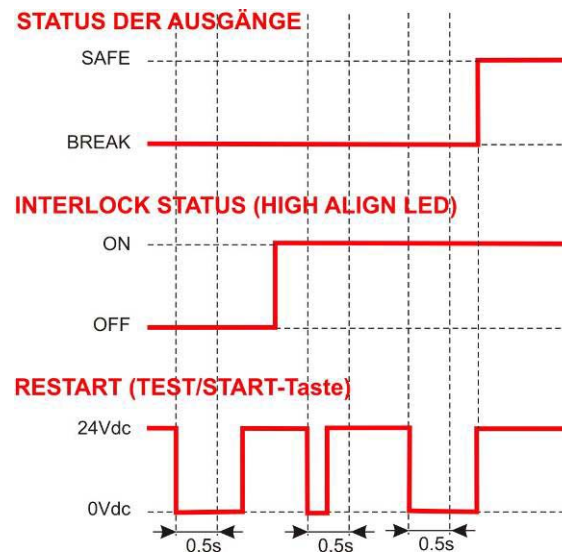 STATUS DER AUSGÄNGE
SAFE
BREAK
INTERLOCK STATUS (HIGH ALIGN LED)
ON
OFF
RESTART (TEST/START-Taste)
24Vdc
0Vdc
0.5s 0.5s 0.5s